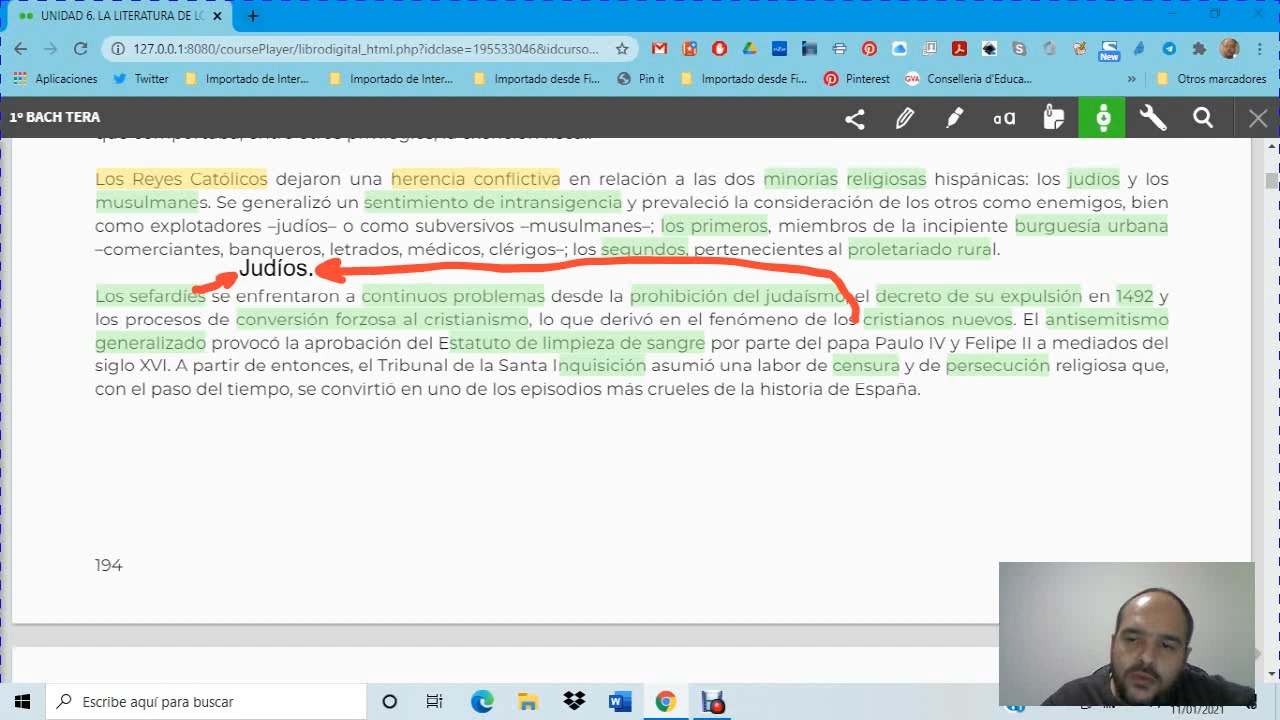 UNIDAD 6. LA LITERATURA DE LO
127.0.0.1:8080/coursePlayer/librodigital_html.php?idclase=195533046&idcurso...
New
Aplicaciones Twitter Importado de Inter... Importado de Inter... Importado desde Fi... Pin it Importado desde Fi... Pinterest GVA Conselleria d'Educa... » Otros marcadores
1º BACH TERA aA
Los Reyes Católicos dejaron una herencia conflictiva en relación a las dos minorías religiosas hispánicas: los judíos y los
musulmanes. Se generalizó un sentimiento de intransigencia y prevaleció la consideración de los otros como enemigos, bien
como explotadores –judíos– o como subversivos –musulmanes–; los primeros, miembros de la incipiente burguesía urbana
–comerciantes, banqueros, letrados, médicos, clérigos–; los segundos, pertenecientes al proletariado rural.
Judíos.
Los sefardíes se enfrentaron a continuos problemas desde la prohibición del judaísmo, el decreto de su expulsión en 1492 y
los procesos de conversión forzosa al cristianismo, lo que derivó en el fenómeno de los cristianos nuevos. El antisemitismo
generalizado provocó la aprobación del Estatuto de limpieza de sangre por parte del papa Paulo IV y Felipe II a mediados del
siglo XVI. A partir de entonces, el Tribunal de la Santa Inquisición asumió una labor de censura y de persecución religiosa que,
con el paso del tiempo, se convirtió en uno de los episodios más crueles de la historia de España.
194
Escribe aquí para buscar
11/01/2021